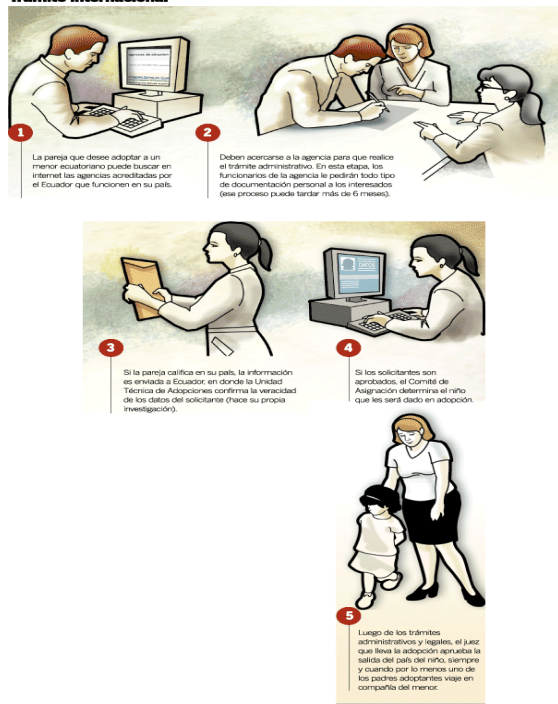 Trámite internacional
1
La pareja que desee adoptar a un
menor ecuatoriano puede buscar en
internet las agencias acreditadas por
el Ecuador que funcionen en su país.
2
Deben acercarse a la agencia para que realice
el trámite administrativo. En esta etapa, los
funcionarios de la agencia le pedirán todo tipo
de documentación personal a los interesados
(ese proceso puede tardar más de 6 meses).
3
Si la pareja califica en su país, la información
es enviada a Ecuador, en donde la Unidad
Técnica de Adopciones confirma la veracidad
de los datos del solicitante (hace su propia
investigación).
DATOS
4
Si los solicitantes son
aprobados, el Comité de
Asignación determina el niño
que les será dado en adopción.
5
Luego de los trámites
administrativos y legales, el juez
que lleva la adopción aprueba la
salida del país del niño, siempre
y cuando por lo menos uno de
los padres adoptantes viaje en
compañía del menor.